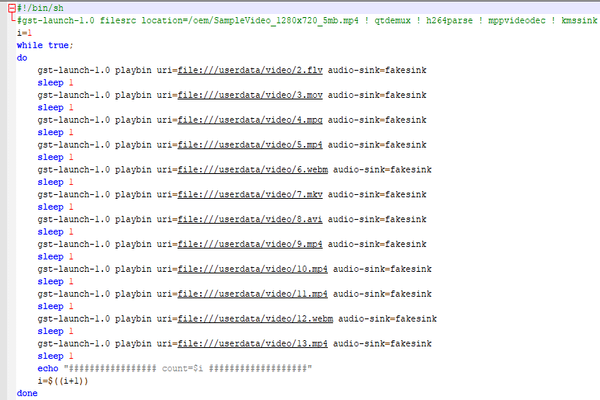 #!/bin/sh
#gst-launch-1.0 filesrc location=/oem/SampleVideo_1280x720_5mb.mp4 ! qtdemux ! h264parse ! mppvideodec ! kmssink
i=1
while true;
do
gst-launch-1.0 playbin uri=file:///userdata/video/2.flv audio-sink=fakesink
sleep 1
gst-launch-1.0 playbin uri=file:///userdata/video/3.mov audio-sink=fakesink
sleep 1
gst-launch-1.0 playbin uri=file:///userdata/video/4.mpg audio-sink=fakesink
sleep 1
gst-launch-1.0 playbin uri=file:///userdata/video/5.mp4 audio-sink=fakesink
sleep 1
gst-launch-1.0 playbin uri=file:///userdata/video/6.webm audio-sink=fakesink
sleep 1
gst-launch-1.0 playbin uri=file:///userdata/video/7.mkv audio-sink=fakesink
sleep 1
gst-launch-1.0 playbin uri=file:///userdata/video/8.avi audio-sink=fakesink
sleep 1
gst-launch-1.0 playbin uri=file:///userdata/video/9.mp4 audio-sink=fakesink
sleep 1
gst-launch-1.0 playbin uri=file:///userdata/video/10.mp4 audio-sink=fakesink
sleep 1
gst-launch-1.0 playbin uri=file:///userdata/video/11.mp4 audio-sink=fakesink
sleep 1
gst-launch-1.0 playbin uri=file:///userdata/video/12.webm audio-sink=fakesink
sleep 1
gst-launch-1.0 playbin uri=file:///userdata/video/13.mp4 audio-sink=fakesink
sleep 1
echo "################# count=$i ###################"
i=$((i+1))
done